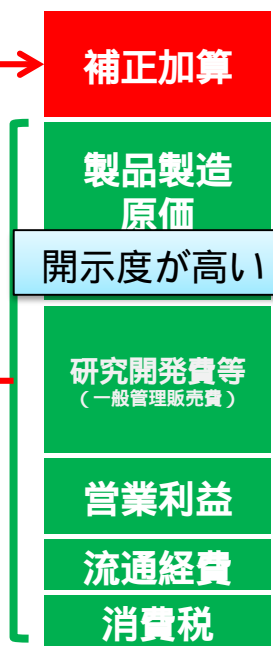 補正加算
製品製造
原価
開示度が高い
研究開発費等
（一般管理販売費）
営業利益
流通経費
消費税